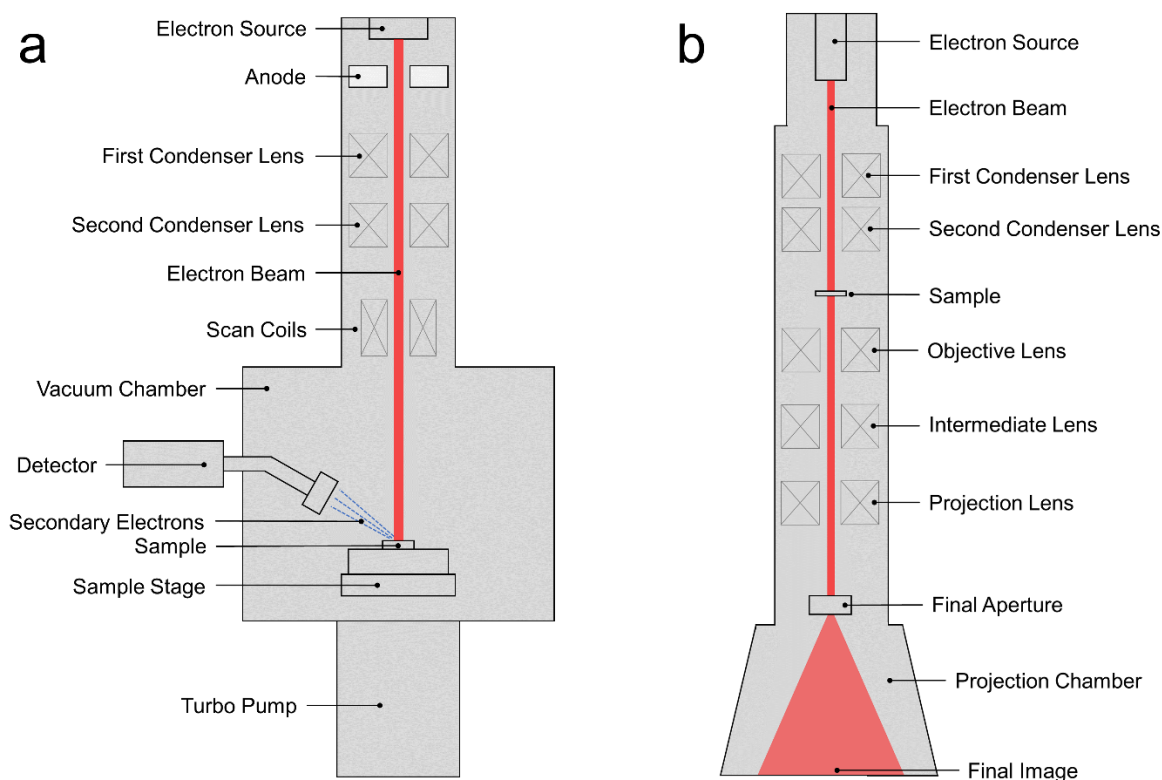 a
Electron Source
Anode
First Condenser Lens
Second Condenser Lens
Electron Beam
Scan Coils
Vacuum Chamber
Detector
Secondary Electrons
Sample
Sample Stage
Turbo Pump
b
Electron Source
Electron Beam
First Condenser Lens
Second Condenser Lens
Sample
Objective Lens
Intermediate Lens
Projection Lens
Final Aperture
Projection Chamber
Final Image